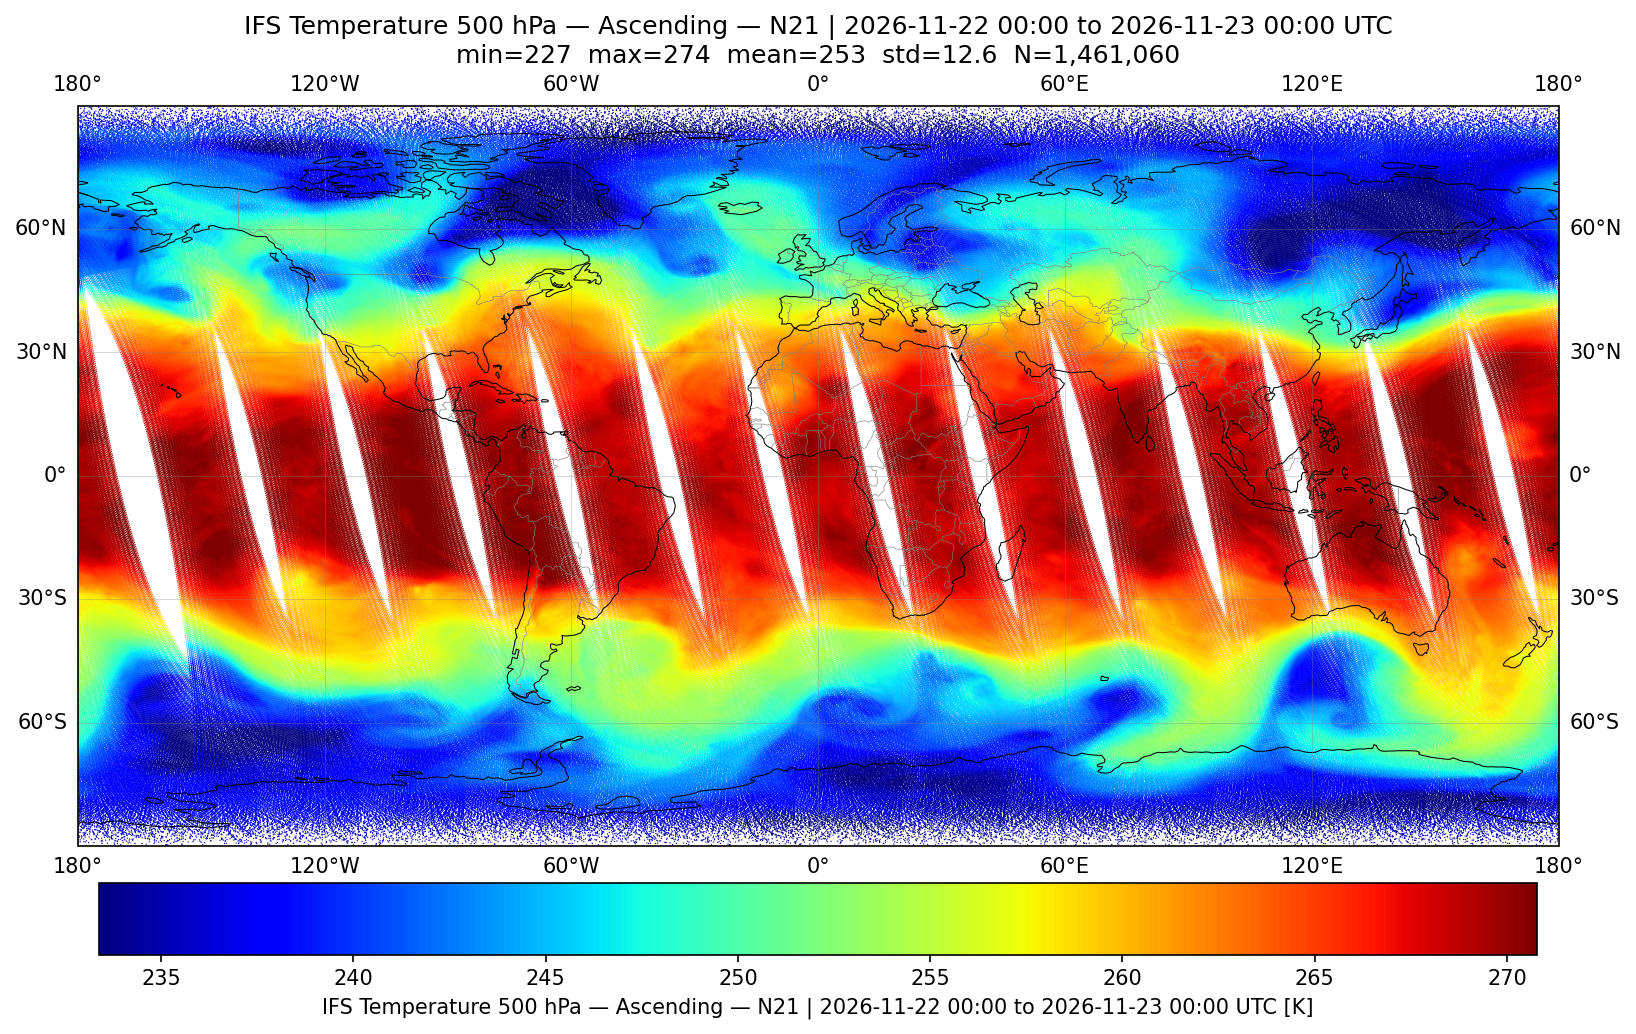 IFS Temperature 500 hPa — Ascending — N21 | 2026-11-22 00:00 to 2026-11-23 00:00 UTC
min=227 max=274 mean=253 std=12.6 N=1,461,060
180° 120°W 60°W 0° 60°E 120°E 180°
60°N 60°N
30°N 30°N
0° 0°
30°S 30°S
60°S 60°S
180° 120°W 60°W 0° 60°E 120°E 180°
235 240 245 250 255 260 265 270
IFS Temperature 500 hPa — Ascending — N21 | 2026-11-22 00:00 to 2026-11-23 00:00 UTC [K]